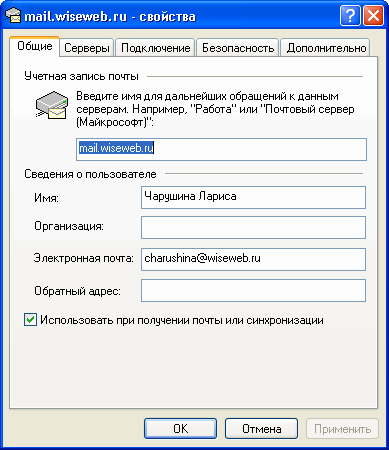 mail.wiseweb.ru - свойства
Общие Серверы Подключение Безопасность Дополнительно
Учетная запись почты
Введите имя для дальнейших обращений к данным
серверам. Например, "Работа" или "Почтовый сервер
(Майкрософт)":
mail.wiseweb.ru
Сведения о пользователе
Имя: Чарушина Лариса
Организация:
Электронная почта: charushina@wiseweb.ru
Обратный адрес:
Использовать при получении почты или синхронизации
OK Отмена Применить